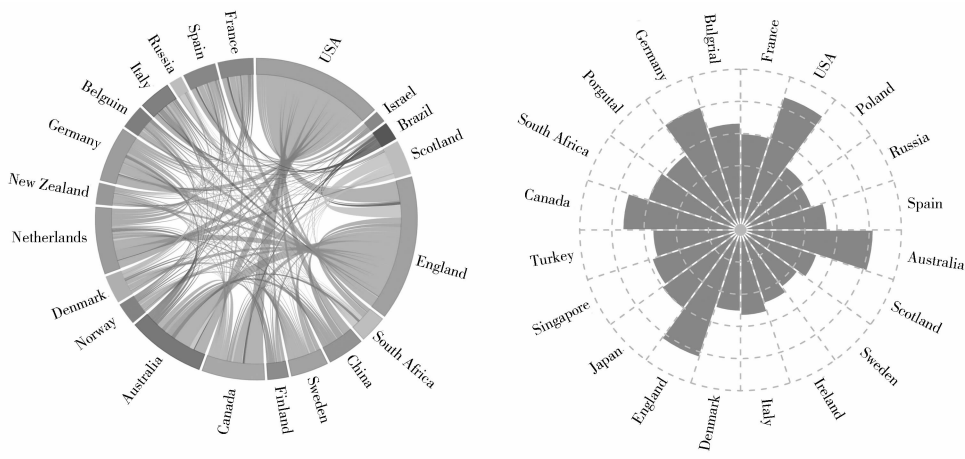 France
USA
Israel
Brazil
Scotland
England
South Africa
China
Sweden
Finland
Canada
Australia
Norway
Denmark
Netherlands
New Zealand
Germany
Belguim
Italy
Russia
Spain
France
USA
Poland
Russia
Spain
Australia
Scotland
Sweden
Ireland
Italy
Denmark
England
Japan
Singapore
Turkey
Canada
South Africa
Porgutal
Germany
Bulgrial